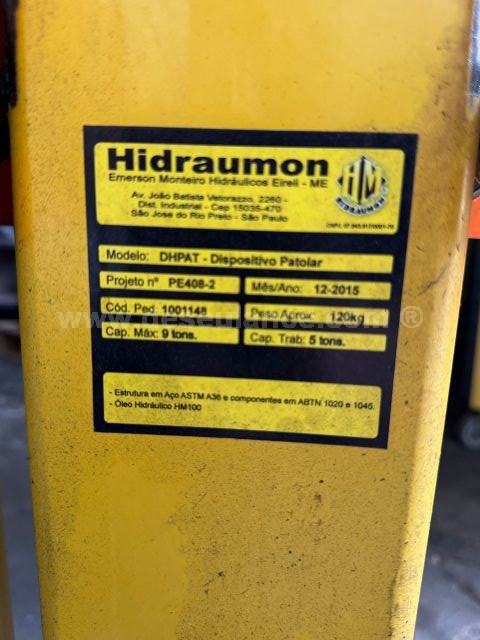 Hidraumon
Emerson Monteiro Hidráulicos Eireli - ME
Av. João Batista Vetorazzo, 2260 -
Dist. Industrial - Cep 15035-470
São Jose do Rio Preto - São Paulo
HM
HIDRAUMON
Modelo: DHPAT - Dispositivo Patolar
Projeto nº PE408-2
Mês/Ano: 12-2015
Cód. Ped: 1001148
Peso Aprox: 120kg
Cap. Máx: 9 tons.
Cap. Trab: 5 tons.
- Estrutura em Aço ASTM A36 e componentes em ABTN 1020 e 1045.
- Óleo Hidráulico HM100